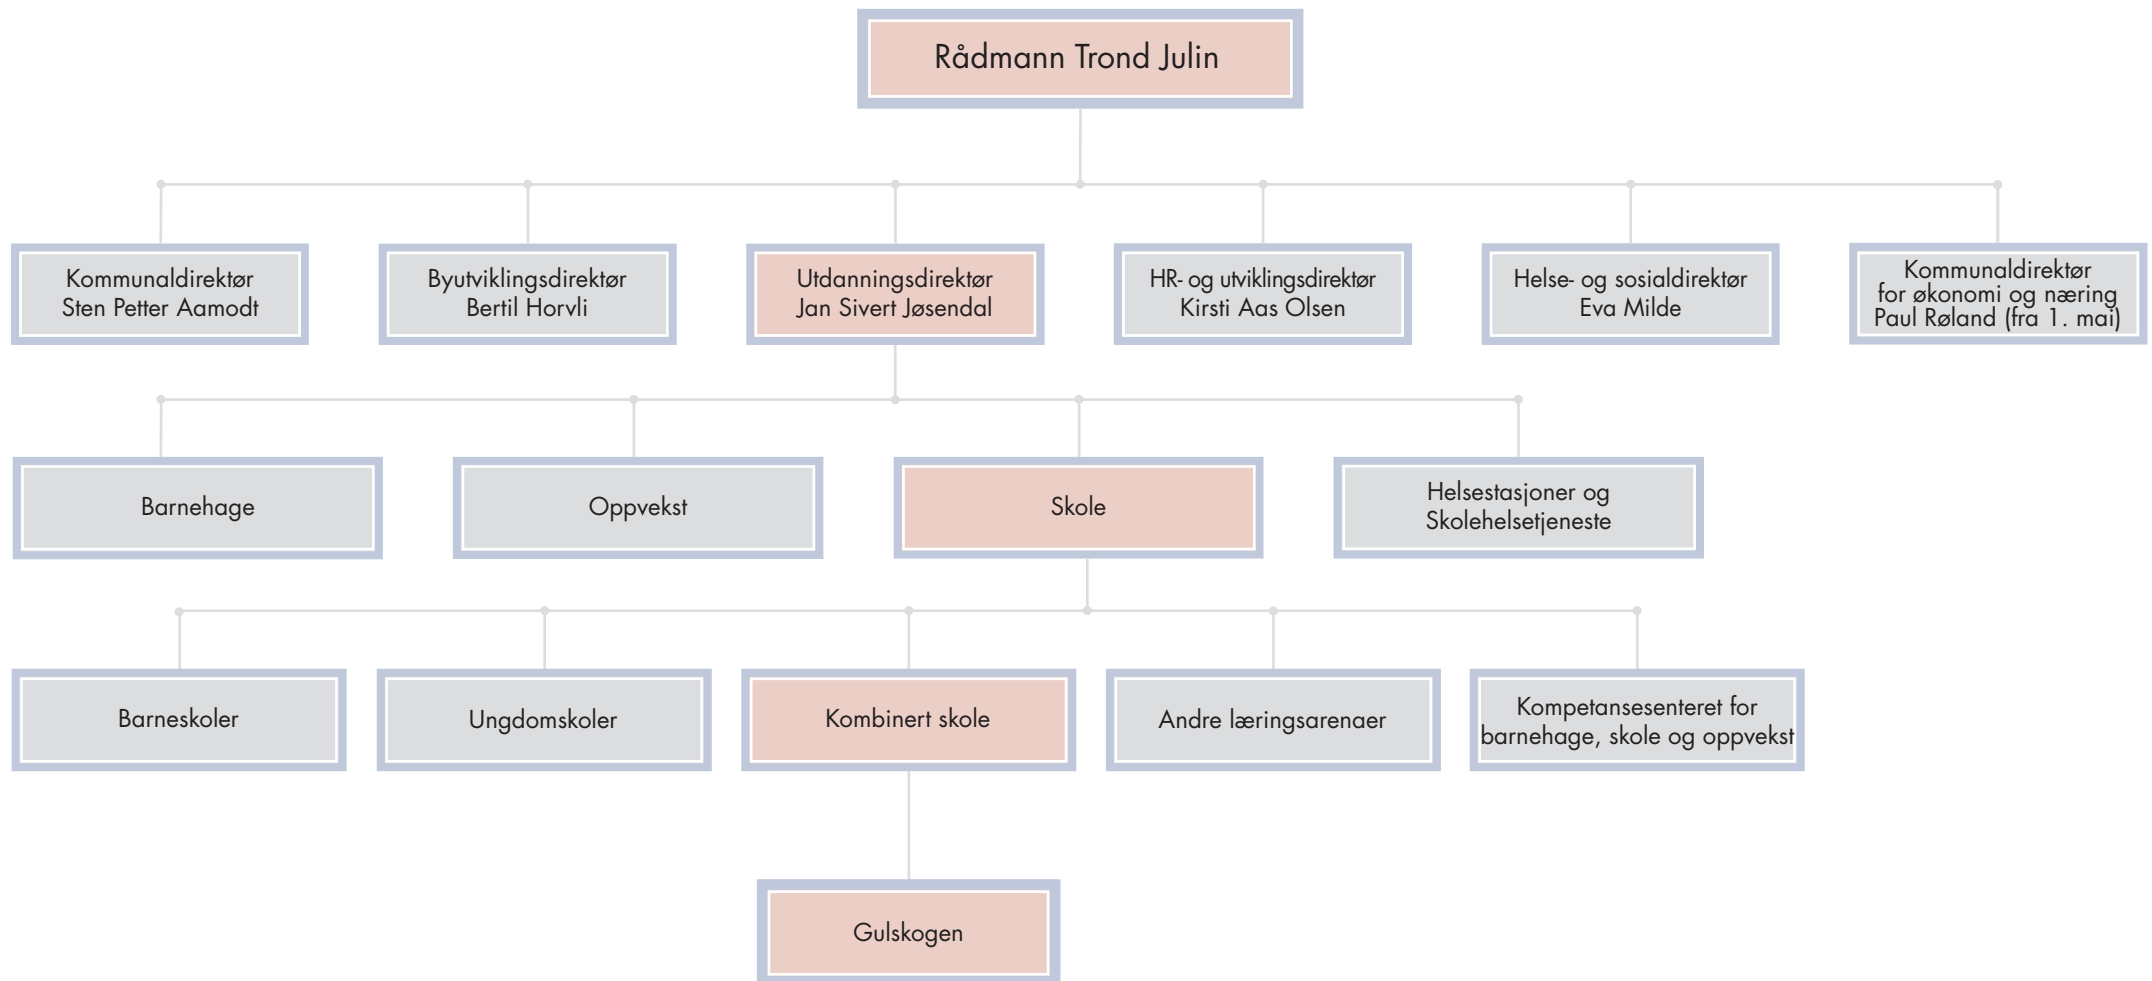 Rådmann Trond Julin
Kommunaldirektør
Sten Petter Aamodt
Byutviklingsdirektør
Bertil Horvli
Utdanningsdirektør
Jan Sivert Jøsendal
HR- og utviklingsdirektør
Kirsti Aas Olsen
Helse- og sosialdirektør
Eva Milde
Kommunaldirektør
for økonomi og næring
Paul Røland (fra 1. mai)
Barnehage
Oppvekst
Skole
Helsestasjoner og
Skolehelsetjeneste
Barneskoler
Ungdomskoler
Kombinert skole
Andre læringsarenaer
Kompetansesenteret for
barnehage, skole og oppvekst
Gulskogen